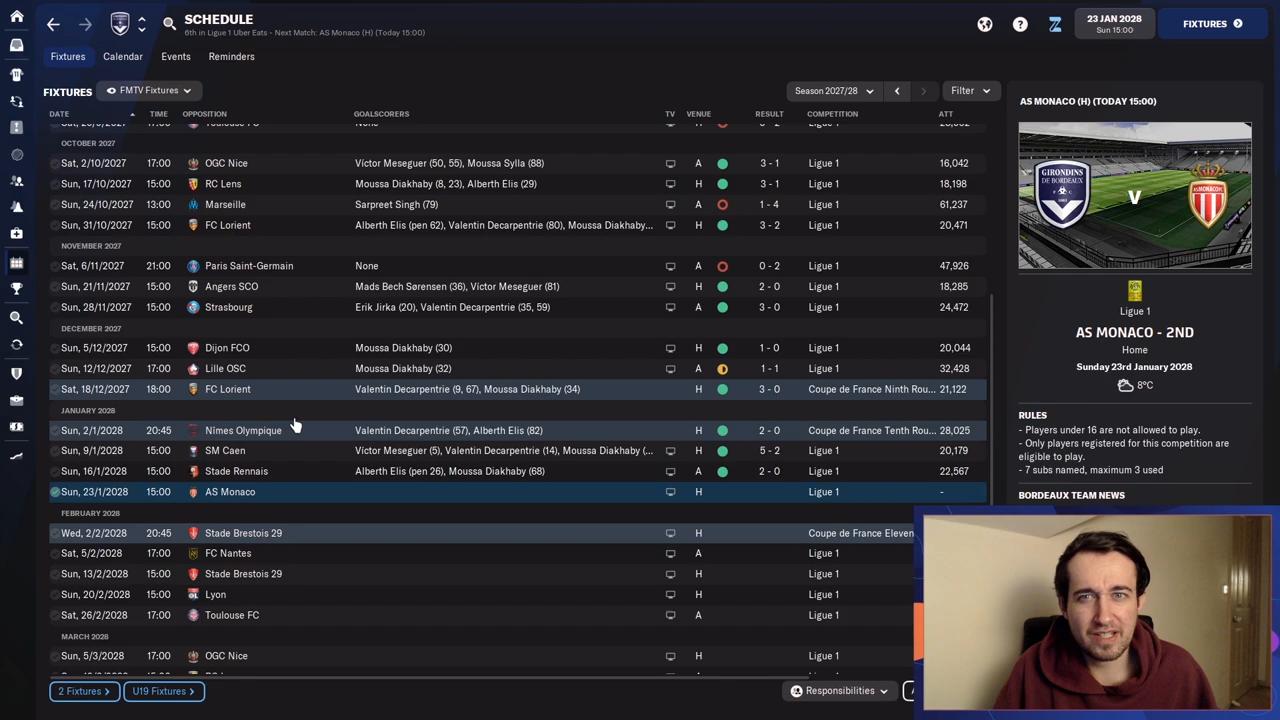 SCHEDULE
6th in Ligue 1 Uber Eats - Next Match: AS Monaco (H) (Today 15:00)
23 JAN 2028
Sun 15:00
FIXTURES
Fixtures Calendar Events Reminders
FIXTURES FMTV Fixtures Season 2027/28 Filter
DATE TIME OPPOSITION GOALSCORERS TV VENUE RESULT COMPETITION ATT
OCTOBER 2027
Sat, 2/10/2027 17:00 OGC Nice Víctor Meseguer (50, 55), Moussa Sylla (88) A 3 - 1 Ligue 1 16,042
Sun, 17/10/2027 15:00 RC Lens Moussa Diakhaby (8, 23), Alberth Elis (29) H 3 - 1 Ligue 1 18,198
Sun, 24/10/2027 13:00 Marseille Sarpreet Singh (79) A 1 - 4 Ligue 1 61,237
Sun, 31/10/2027 15:00 FC Lorient Alberth Elis (pen 62), Valentin Decarpentrie (80), Moussa Diakhaby... H 3 - 2 Ligue 1 20,471
NOVEMBER 2027
Sat, 6/11/2027 21:00 Paris Saint-Germain None A 0 - 2 Ligue 1 47,926
Sun, 21/11/2027 15:00 Angers SCO Mads Bech Sørensen (36), Víctor Meseguer (81) H 2 - 0 Ligue 1 18,285
Sun, 28/11/2027 15:00 Strasbourg Erik Jirka (20), Valentin Decarpentrie (35, 59) A 3 - 0 Ligue 1 24,472
DECEMBER 2027
Sun, 5/12/2027 15:00 Dijon FCO Moussa Diakhaby (30) H 1 - 0 Ligue 1 20,044
Sun, 12/12/2027 17:00 Lille OSC Moussa Diakhaby (32) A 1 - 1 Ligue 1 32,428
Sat, 18/12/2027 18:00 FC Lorient Valentin Decarpentrie (9, 67), Moussa Diakhaby (34) H 3 - 0 Coupe de France Ninth Rou... 21,122
JANUARY 2028
Sun, 2/1/2028 20:45 Nîmes Olympique Valentin Decarpentrie (57), Alberth Elis (82) H 2 - 0 Coupe de France Tenth Rou... 28,025
Sun, 9/1/2028 15:00 SM Caen Víctor Meseguer (5), Valentin Decarpentrie (14), Moussa Diakhaby (... H 5 - 2 Ligue 1 20,179
Sun, 16/1/2028 15:00 Stade Rennais Alberth Elis (pen 26), Moussa Diakhaby (68) A 2 - 0 Ligue 1 22,567
Sun, 23/1/2028 15:00 AS Monaco H Ligue 1 -
FEBRUARY 2028
Wed, 2/2/2028 20:45 Stade Brestois 29 H Coupe de France Eleven
Sat, 5/2/2028 17:00 FC Nantes A Ligue 1
Sun, 13/2/2028 15:00 Stade Brestois 29 H Ligue 1
Sun, 20/2/2028 15:00 Lyon H Ligue 1
Sat, 26/2/2028 17:00 Toulouse FC A Ligue 1
MARCH 2028
Sun, 5/3/2028 17:00 OGC Nice H Ligue 1
2 Fixtures U19 Fixtures Responsibilities
AS MONACO (H) (TODAY 15:00)
GIRONDINS
DE BORDEAUX
V
Ligue 1
AS MONACO - 2ND
Home
Sunday 23rd January 2028
8°C
RULES
- Players under 16 are not allowed to play.
- Only players registered for this competition are
eligible to play.
- 7 subs named, maximum 3 used
BORDEAUX TEAM NEWS